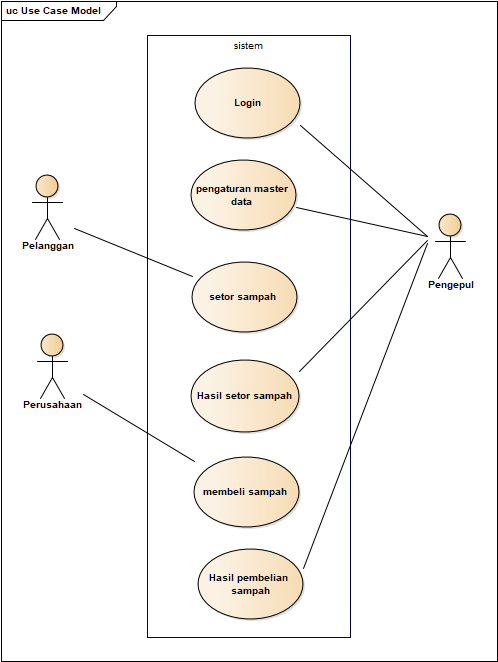 uc Use Case Model
sistem
Login
pengaturan master
data
Pelanggan
setor sampah
Pengepul
Hasil setor sampah
Perusahaan
membeli sampah
Hasil pembelian
sampah